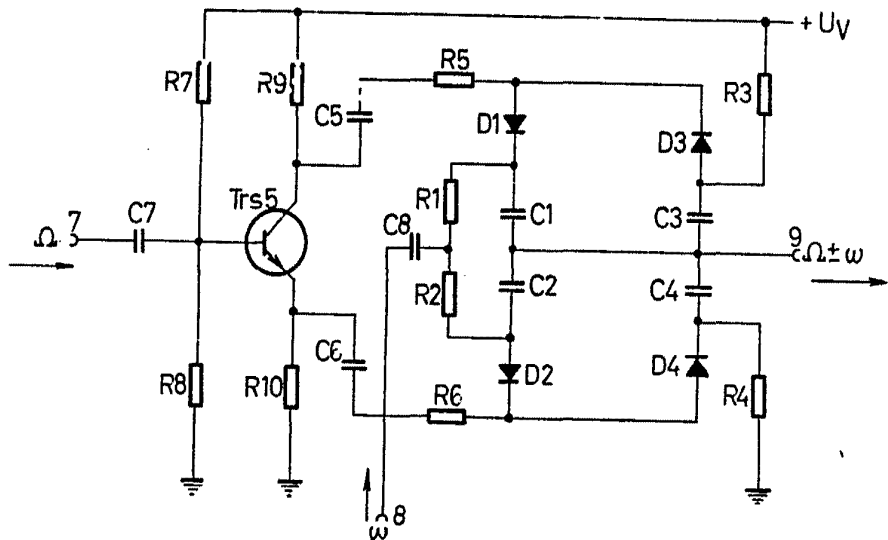 + Uv
R7
R9
C5
R5
R3
D1
D3
Trs5
R1
C1
C3
Ω 7
C7
C8
9
Ω ± ω
R2
C2
C4
R8
R10
C6
D2
D4
R6
R4
8
ω